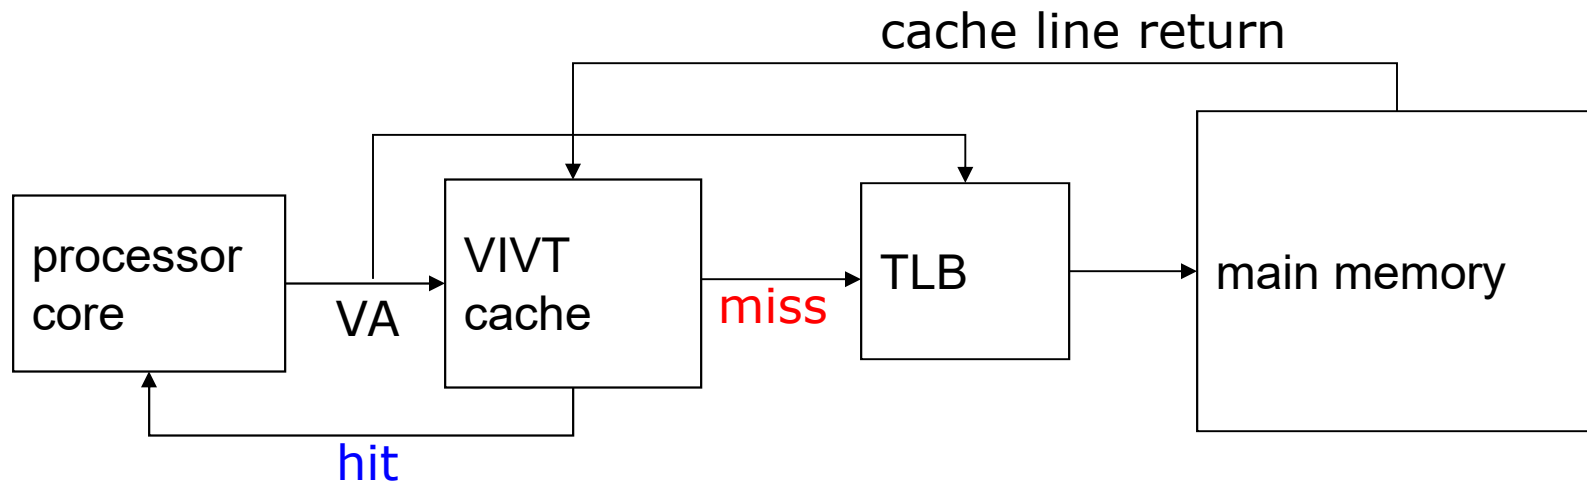 cache line return
processor
core
VA
VIVT
cache
miss
TLB
main memory
hit